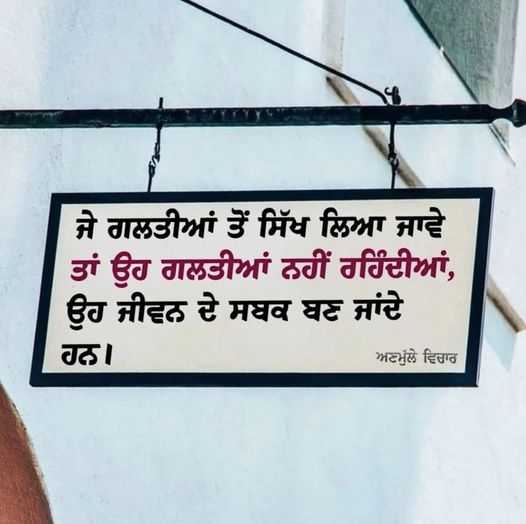 ਜੇ ਗਲਤੀਆਂ ਤੋਂ ਸਿੱਖ ਲਿਆ ਜਾਵੇ
ਤਾਂ ਉਹ ਗਲਤੀਆਂ ਨਹੀਂ ਰਹਿੰਦੀਆਂ,
ਉਹ ਜੀਵਨ ਦੇ ਸਬਕ ਬਣ ਜਾਂਦੇ
ਹਨ।
ਅਣਮੁੱਲੇ ਵਿਚਾਰ